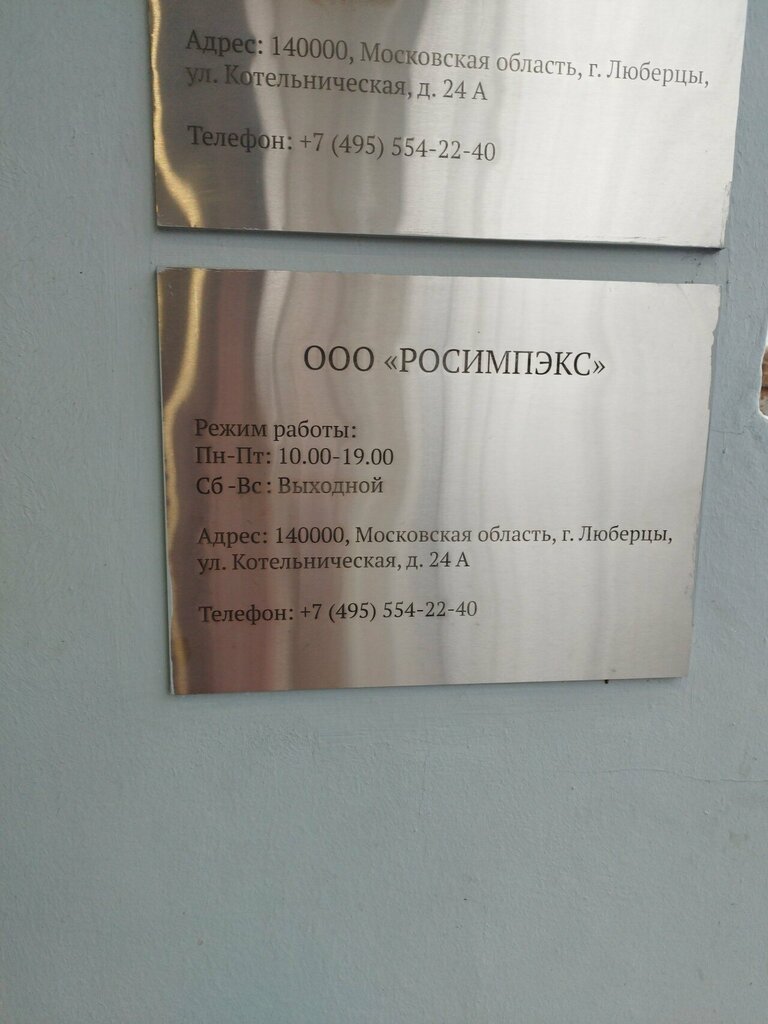 Адрес: 140000, Московская область, г. Люберцы,
ул. Котельническая, д. 24 А
Телефон: +7 (495) 554-22-40
ООО «РОСИМПЭКС»
Режим работы:
Пн-Пт: 10.00-19.00
Сб -Вс : Выходной
Адрес: 140000, Московская область, г. Люберцы,
ул. Котельническая, д. 24 А
Телефон: +7 (495) 554-22-40